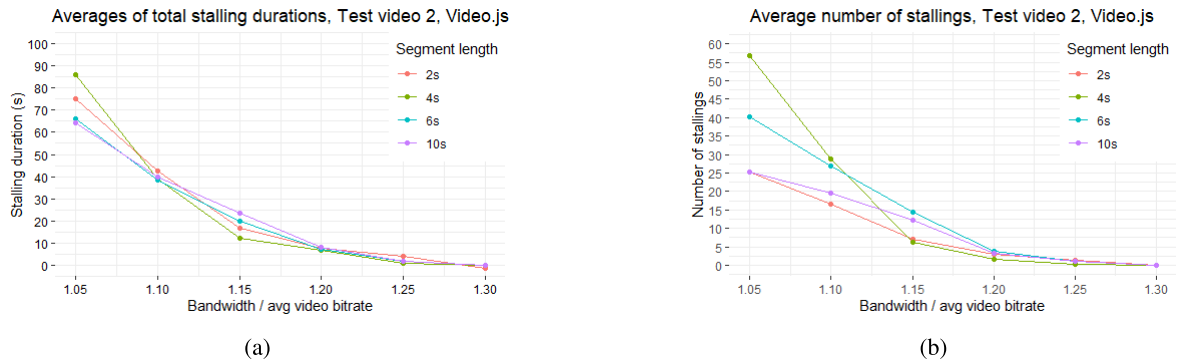 Averages of total stalling durations, Test video 2, Video.js
Stalling duration (s)
100
90
80
70
60
50
40
30
20
10
0
Segment length
2s
4s
6s
10s
1.05 1.10 1.15 1.20 1.25 1.30
Bandwidth / avg video bitrate
(a)
Average number of stallings, Test video 2, Video.js
Number of stallings
60
55
50
45
40
35
30
25
20
15
10
5
0
Segment length
2s
4s
6s
10s
1.05 1.10 1.15 1.20 1.25 1.30
Bandwidth / avg video bitrate
(b)